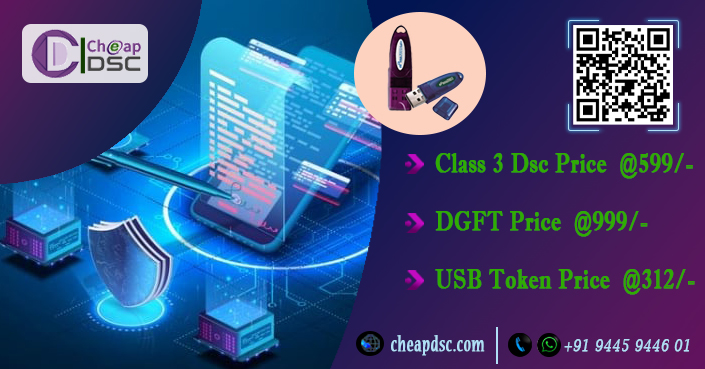 Cheap
DSC
Class 3 Dsc Price @599/-
DGFT Price @999/-
USB Token Price @312/-
cheapdsc.com
+91 9445 9446 01